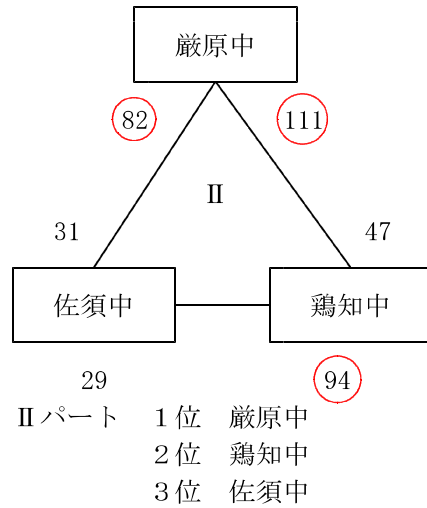 厳原中
82 111
Ⅱ
31 47
佐須中 鶏知中
29 94
Ⅱパート 1位 厳原中
2位 鶏知中
3位 佐須中